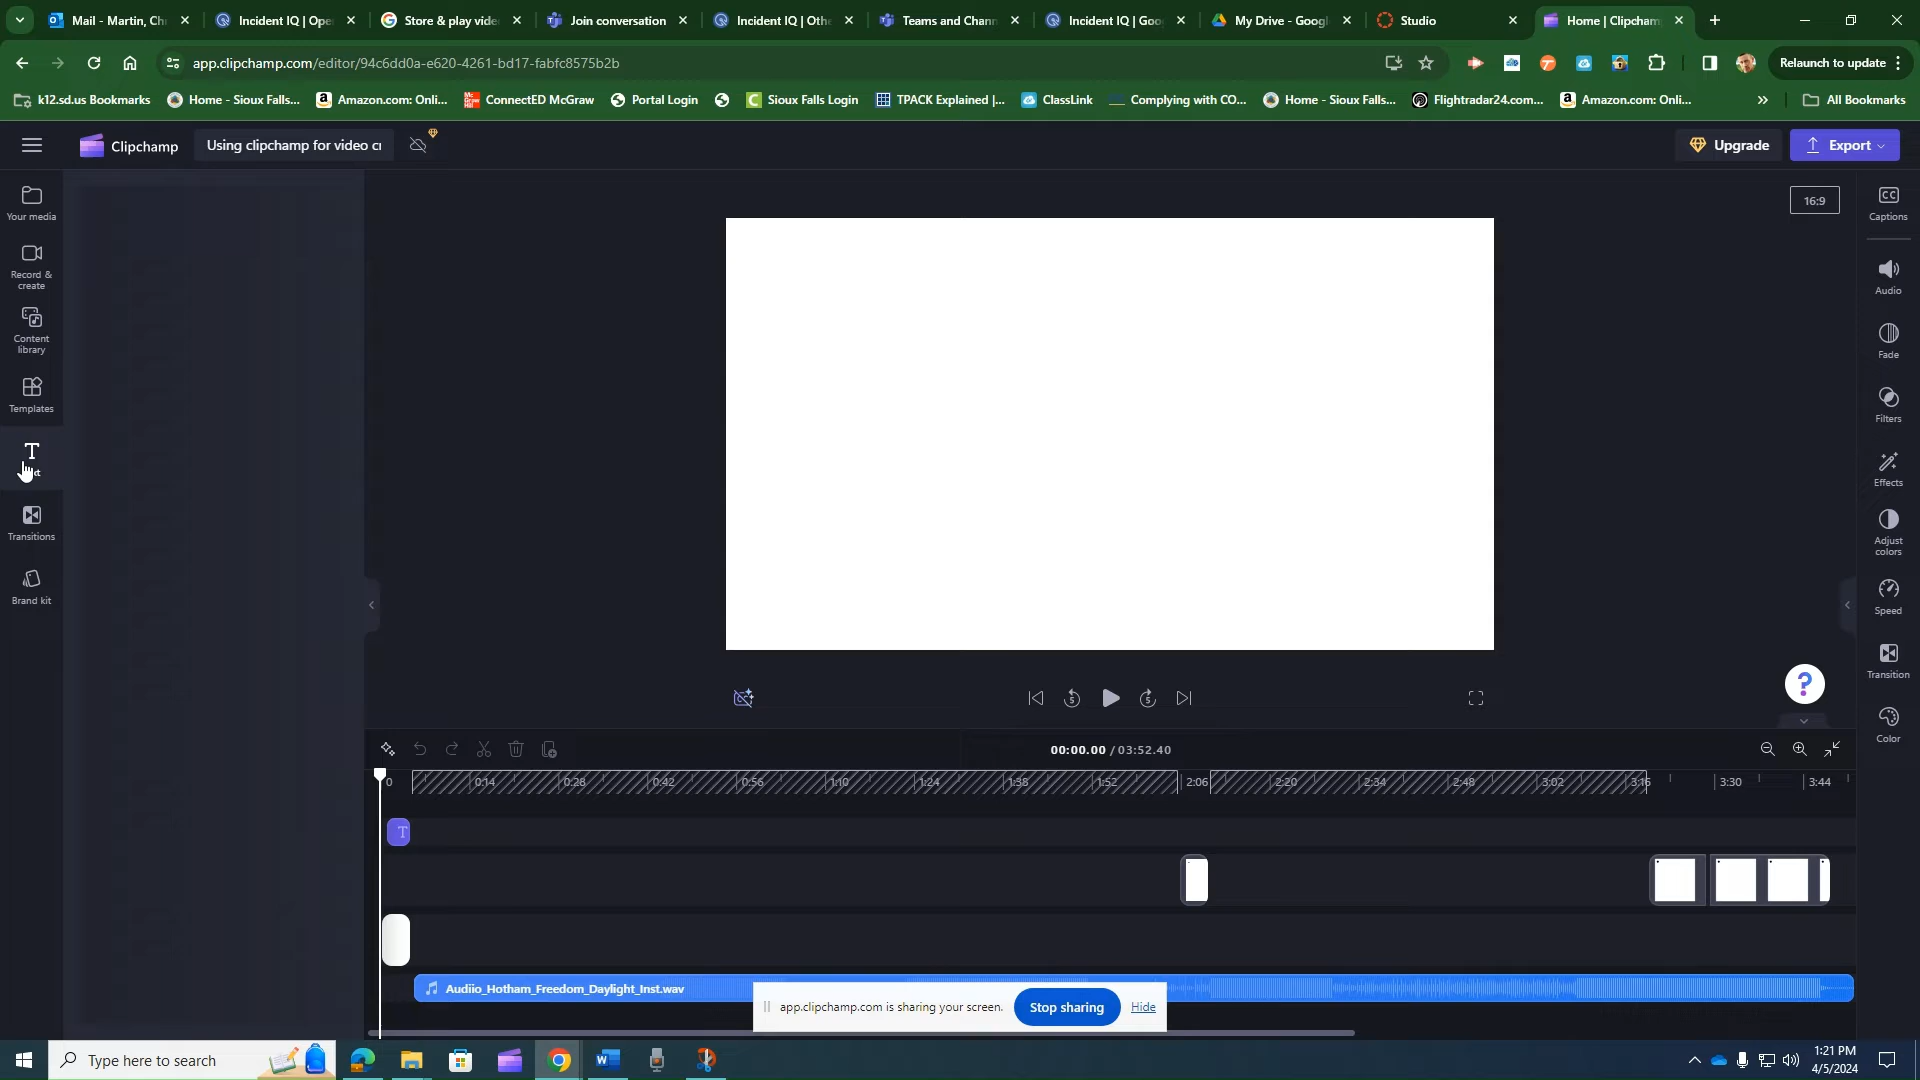 Mail - Martin, Ch
Incident IQ | Ope
Store & play vide
Join conversation
Incident IQ | Oth
Teams and Chann
Incident IQ | Goo
My Drive - Googl
Studio
Home | Clipcham
app.clipchamp.com/editor/94c6dd0a-e620-4261-bd17-fabfc8575b2b
Relaunch to update
k12.sd.us Bookmarks
Home - Sioux Falls...
Amazon.com: Onli...
ConnectED McGraw
Portal Login
Sioux Falls Login
TPACK Explained |...
ClassLink
Complying with CO...
Home - Sioux Falls...
Flightradar24.com...
Amazon.com: Onli...
All Bookmarks
Clipchamp
Using clipchamp for video cr
Upgrade
Export
Your media
Record &
create
Content
library
Templates
Transitions
Brand kit
16:9
CC
Captions
Audio
Fade
Filters
Effects
Adjust
colors
Speed
Transition
Color
00:00.00 / 03:52.40
0
0:14
0:28
0:42
0:56
1:10
1:24
1:38
1:52
2:06
2:20
2:34
2:48
3:02
3:16
3:30
3:44
T
Audiio_Hotham_Freedom_Daylight_Inst.wav
app.clipchamp.com is sharing your screen.
Stop sharing
Hide
Type here to search
1:21 PM
4/5/2024